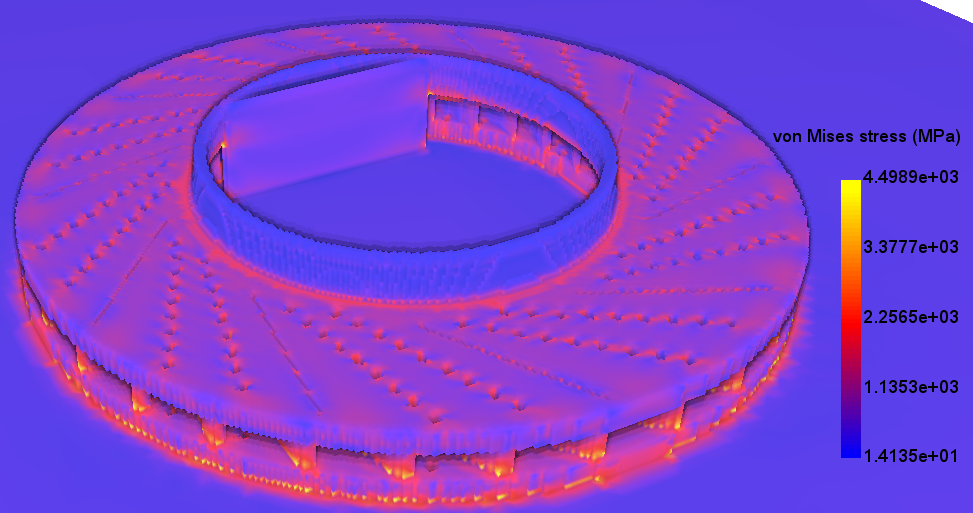 von Mises stress (MPa)
4.4989e+03
3.3777e+03
2.2565e+03
1.1353e+03
1.4135e+01